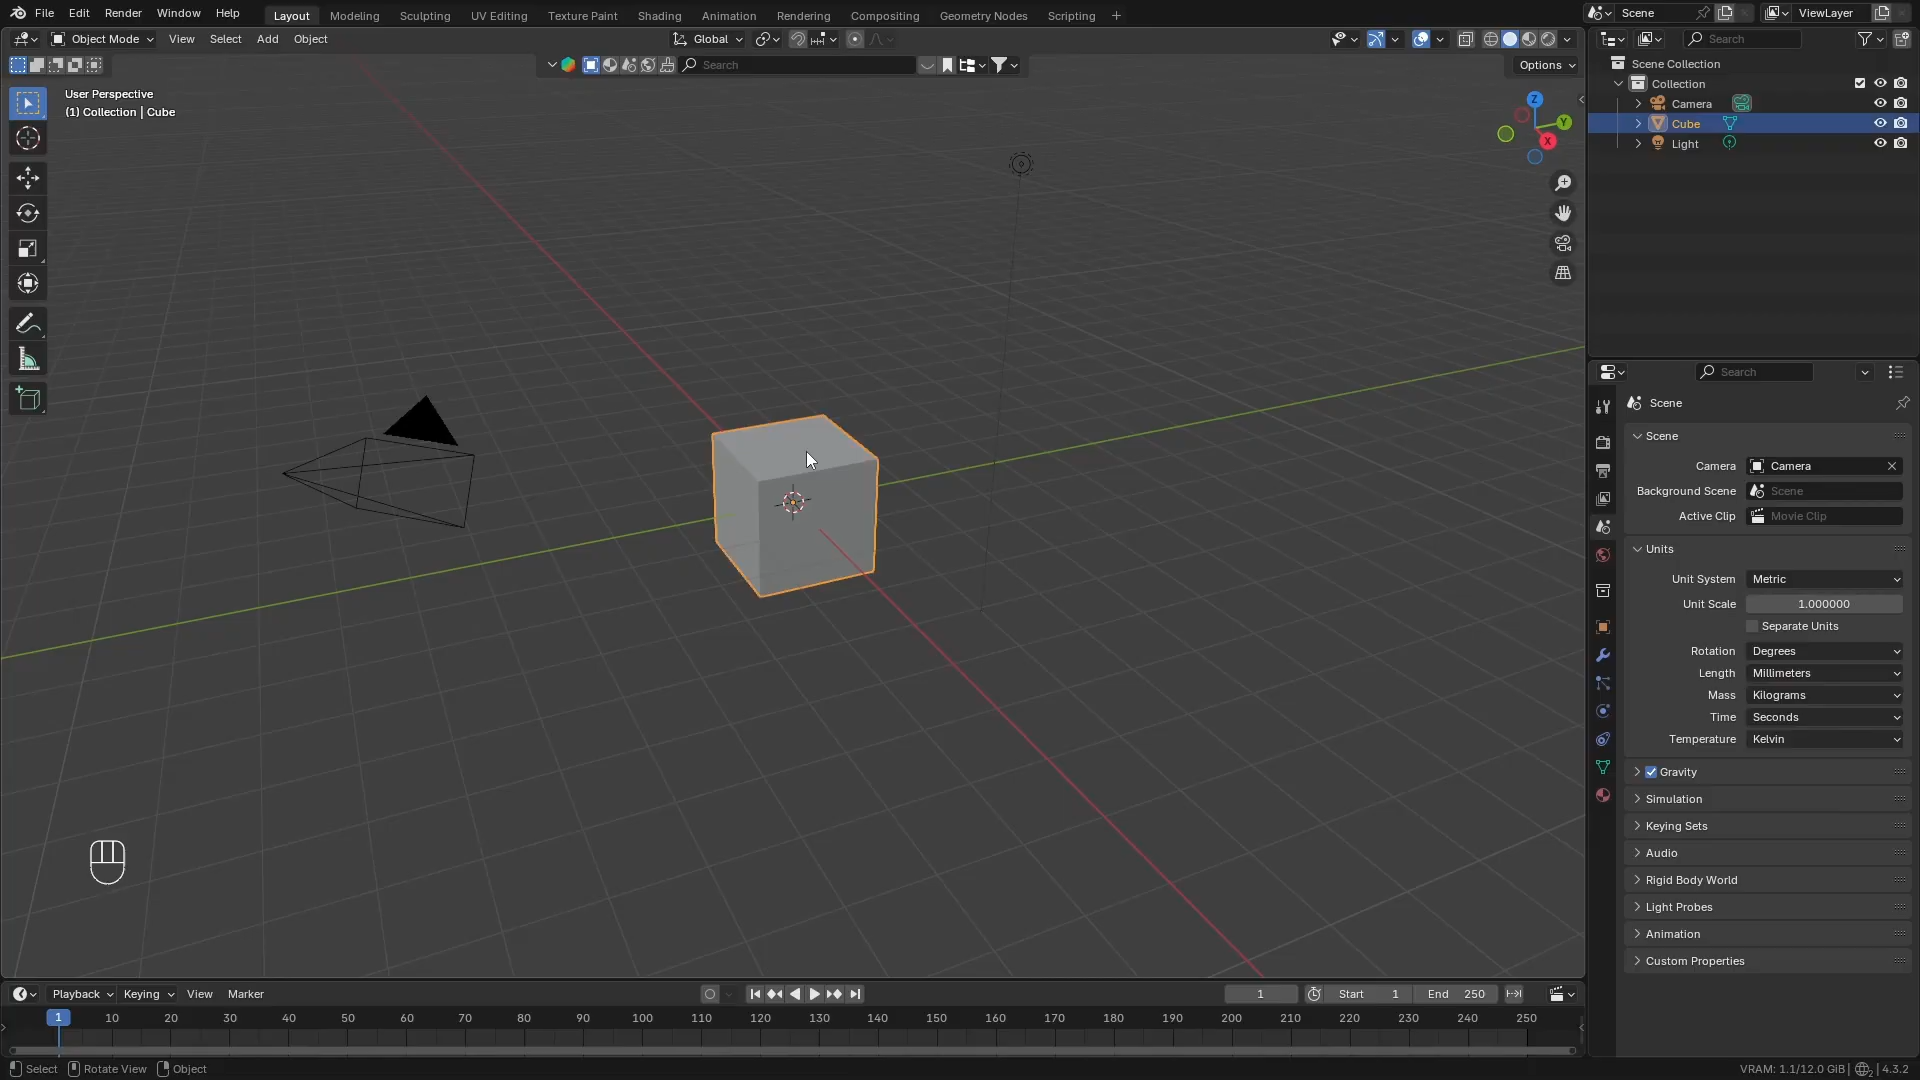 File Edit Render Window Help Layout Modeling Sculpting UV Editing Texture Paint Shading Animation Rendering Compositing Geometry Nodes Scripting + Scene ViewLayer
Object Mode View Select Add Object Global Search
Search Options
User Perspective
(1) Collection | Cube
Z
Y
X
Scene Collection
Collection
Camera
Cube
Light
Search
Scene
Scene
Camera Camera
Background Scene Scene
Active Clip Movie Clip
Units
Unit System Metric
Unit Scale 1.000000
Separate Units
Rotation Degrees
Length Millimeters
Mass Kilograms
Time Seconds
Temperature Kelvin
Gravity
Simulation
Keying Sets
Audio
Rigid Body World
Light Probes
Animation
Custom Properties
Playback Keying View Marker 1 Start 1 End 250
1 10 20 30 40 50 60 70 80 90 100 110 120 130 140 150 160 170 180 190 200 210 220 230 240 250
Select Rotate View Object VRAM: 1.1/12.0 GiB | 2 | 4.3.2